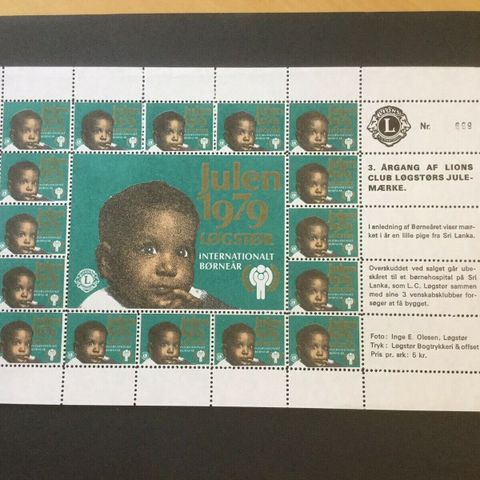 Julen
1979
LØGSTØR
INTERNATIONALT
BØRNEÅR
L
Nr. 669
3. ÅRGANG AF LIONS
CLUB LØGSTØRS JULE-
MÆRKE.
I anledning af Børneåret viser mær-
ket i år en lille pige fra Sri Lanka.
Overskuddet ved salget går ube-
skåret til et børnehospital på Sri
Lanka, som L. C. Løgstør sammen
med sine 3 venskabsklubber for-
søger at få bygget.
Foto : Inge E. Olesen, Løgstør
Tryk : Løgstør Bogtrykkeri & offset
Pris pr. ark : 5 kr.